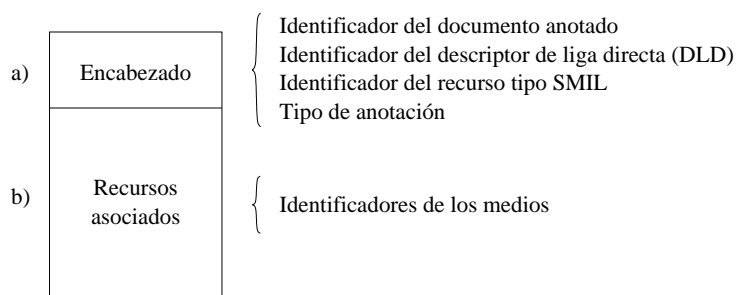 a)
Encabezado
Identificador del documento anotado
Identificador del descriptor de liga directa (DLD)
Identificador del recurso tipo SMIL
Tipo de anotación
b)
Recursos
asociados
Identificadores de los medios